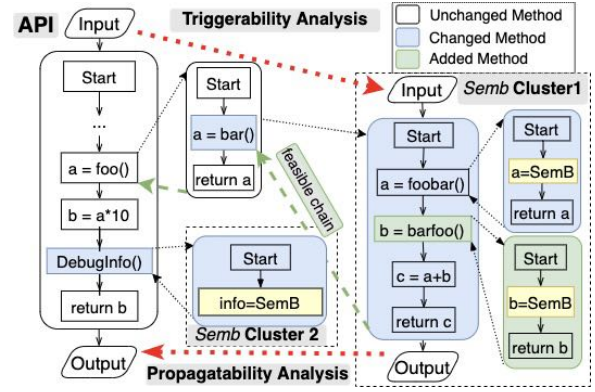 API
Input
Triggerability Analysis
Unchanged Method
Changed Method
Added Method
Start
...
a = foo()
b = a*10
DebugInfo()
return b
Output
Start
a = bar()
return a
feasible chain
Start
info=SemB
Semb Cluster 2
Propagatability Analysis
Input
Semb Cluster1
Start
a = foobar()
b = barfoo()
c = a+b
return c
Output
Start
a=SemB
return a
Start
b=SemB
return b